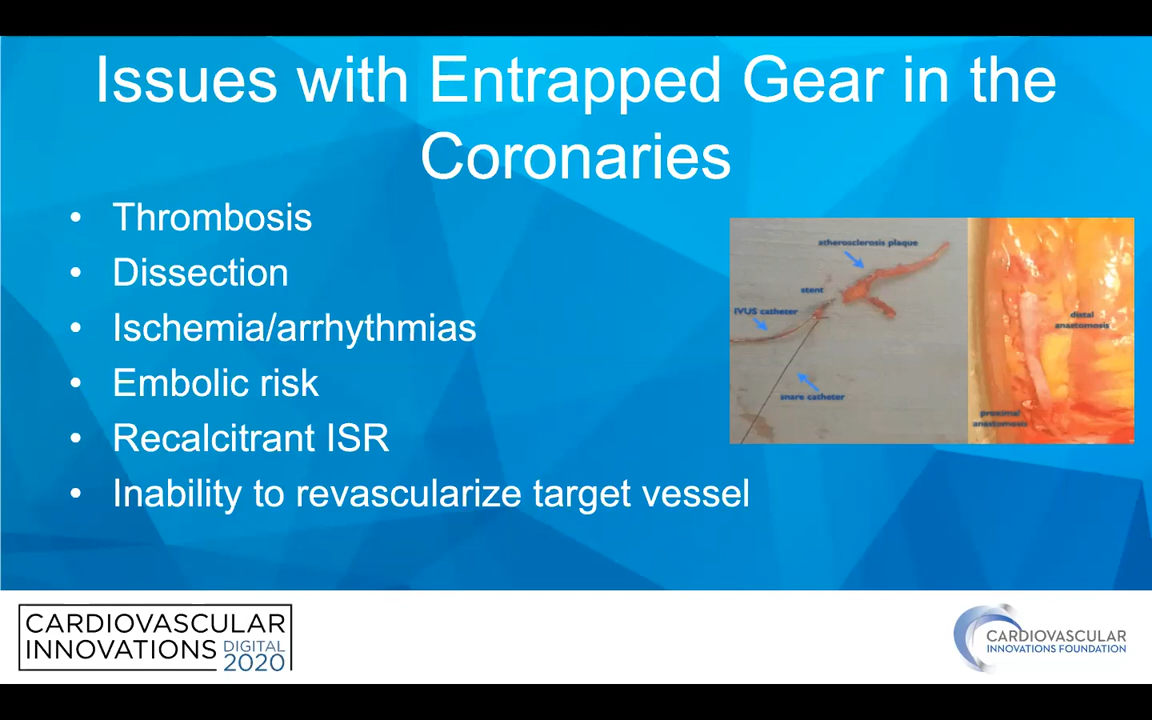 Issues with Entrapped Gear in the
Coronaries
• Thrombosis
• Dissection
• Ischemia/arrhythmias
• Embolic risk
• Recalcitrant ISR
• Inability to revascularize target vessel
atherosclerosis plaque
stent
IVUS catheter
snare catheter
distal
anastomosis
proximal
anastomosis
CARDIOVASCULAR
INNOVATIONS DIGITAL
2020
CARDIOVASCULAR
INNOVATIONS FOUNDATION